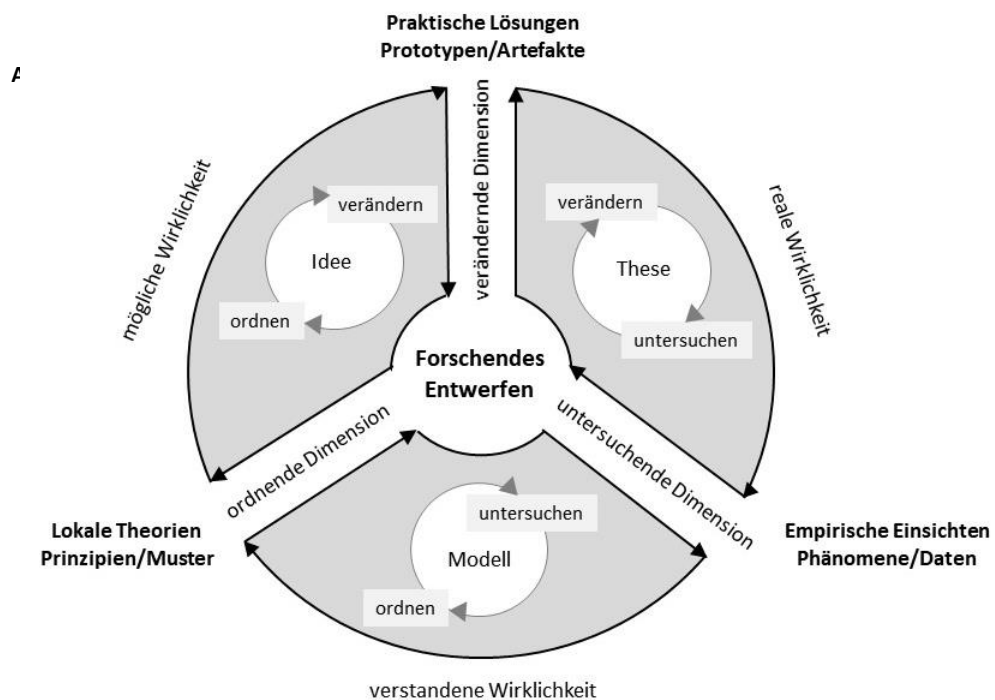 Praktische Lösungen
Prototypen/Artefakte
A
mögliche Wirklichkeit
verändernde Dimension
reale Wirklichkeit
verändern
Idee
ordnen
verändern
These
untersuchen
Forschendes
Entwerfen
ordnende Dimension
untersuchende Dimension
Lokale Theorien
Prinzipien/Muster
untersuchen
Modell
ordnen
Empirische Einsichten
Phänomene/Daten
verstandene Wirklichkeit